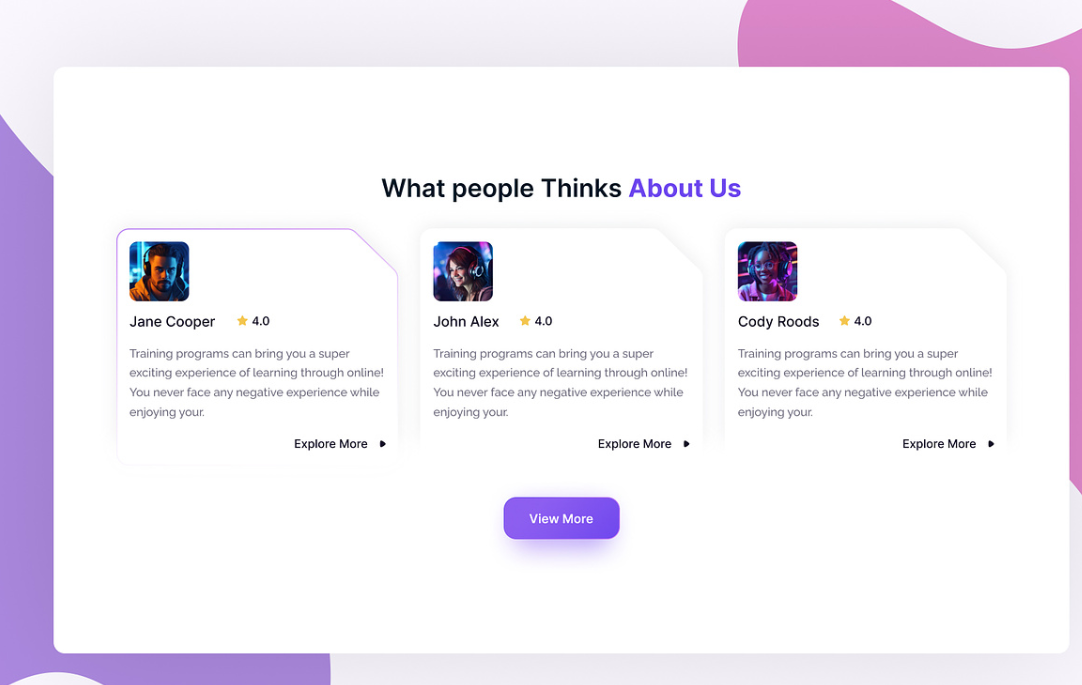 What people Thinks About Us
Jane Cooper 4.0
Training programs can bring you a super
exciting experience of learning through online!
You never face any negative experience while
enjoying your.
Explore More
John Alex 4.0
Training programs can bring you a super
exciting experience of learning through online!
You never face any negative experience while
enjoying your.
Explore More
Cody Roods 4.0
Training programs can bring you a super
exciting experience of learning through online!
You never face any negative experience while
enjoying your.
Explore More
View More